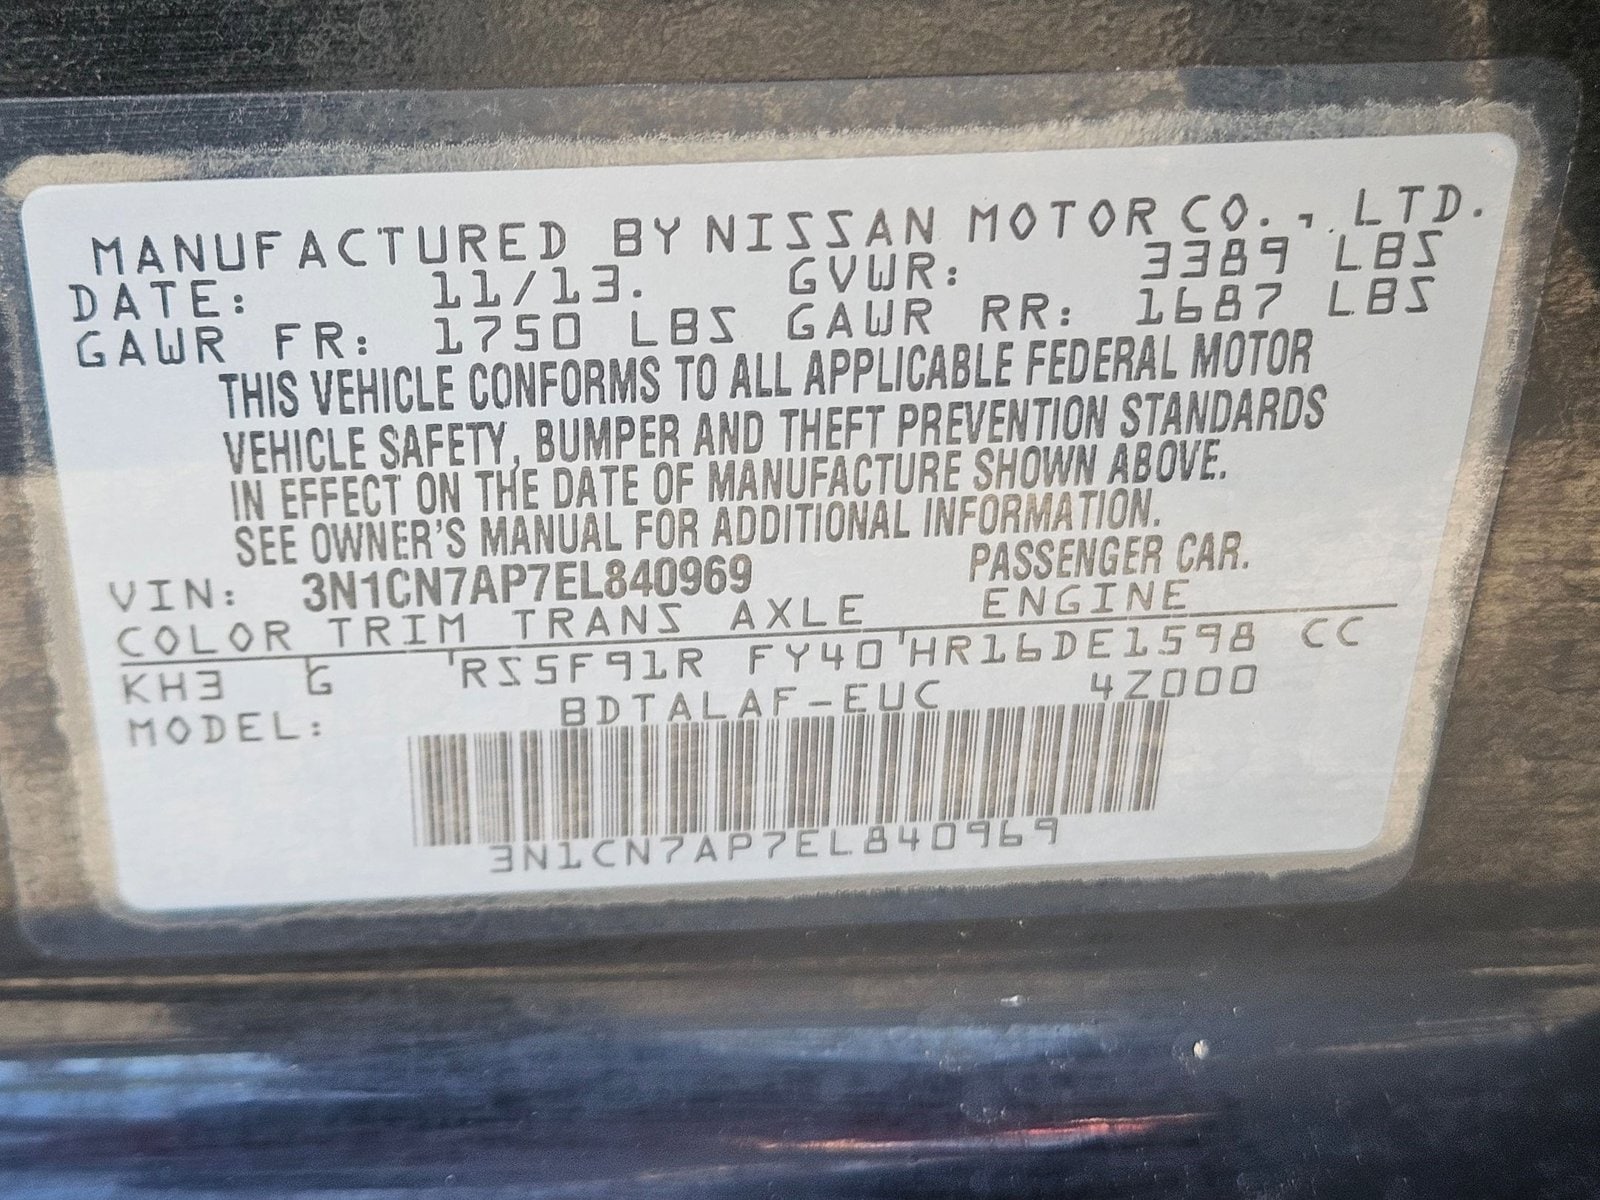 MANUFACTURED BY NISSAN MOTOR CO., LTD.
DATE: 11/13. GVWR: 3389 LBS
GAWR FR: 1750 LBS GAWR RR: 1687 LBS
THIS VEHICLE CONFORMS TO ALL APPLICABLE FEDERAL MOTOR
VEHICLE SAFETY, BUMPER AND THEFT PREVENTION STANDARDS
IN EFFECT ON THE DATE OF MANUFACTURE SHOWN ABOVE.
SEE OWNER'S MANUAL FOR ADDITIONAL INFORMATION.
VIN: 3N1CN7AP7EL840969 PASSENGER CAR.
COLOR TRIM TRANS AXLE ENGINE
KH3 G RS5F91R FY40 HR16DE1598 CC
MODEL: BDTALAF-EUC 4Z000
3N1CN7AP7EL840969